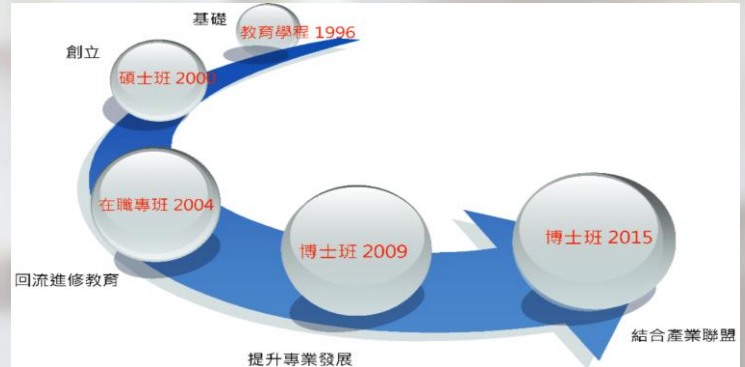 基礎
教育學程 1996
創立
碩士班 2000
在職專班 2004
回流進修教育
博士班 2009
提升專業發展
博士班 2015
結合產業聯盟